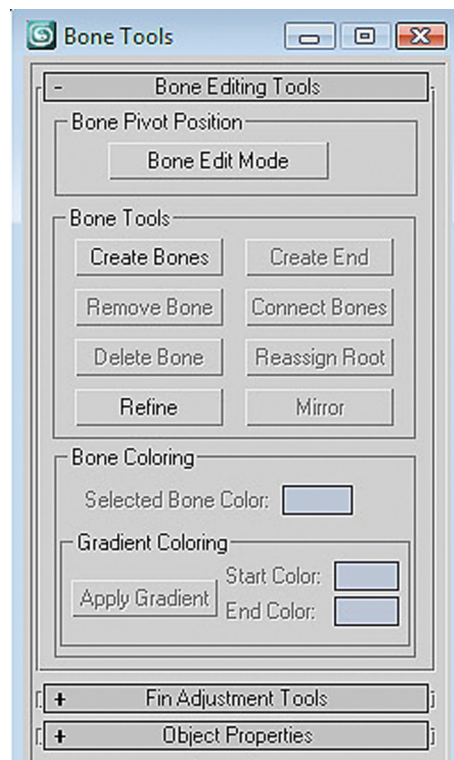 Bone Tools
- Bone Editing Tools
Bone Pivot Position
Bone Edit Mode
Bone Tools
Create Bones Create End
Remove Bone Connect Bones
Delete Bone Reassign Root
Refine Mirror
Bone Coloring
Selected Bone Color:
Gradient Coloring
Apply Gradient
Start Color:
End Color:
+ Fin Adjustment Tools
+ Object Properties